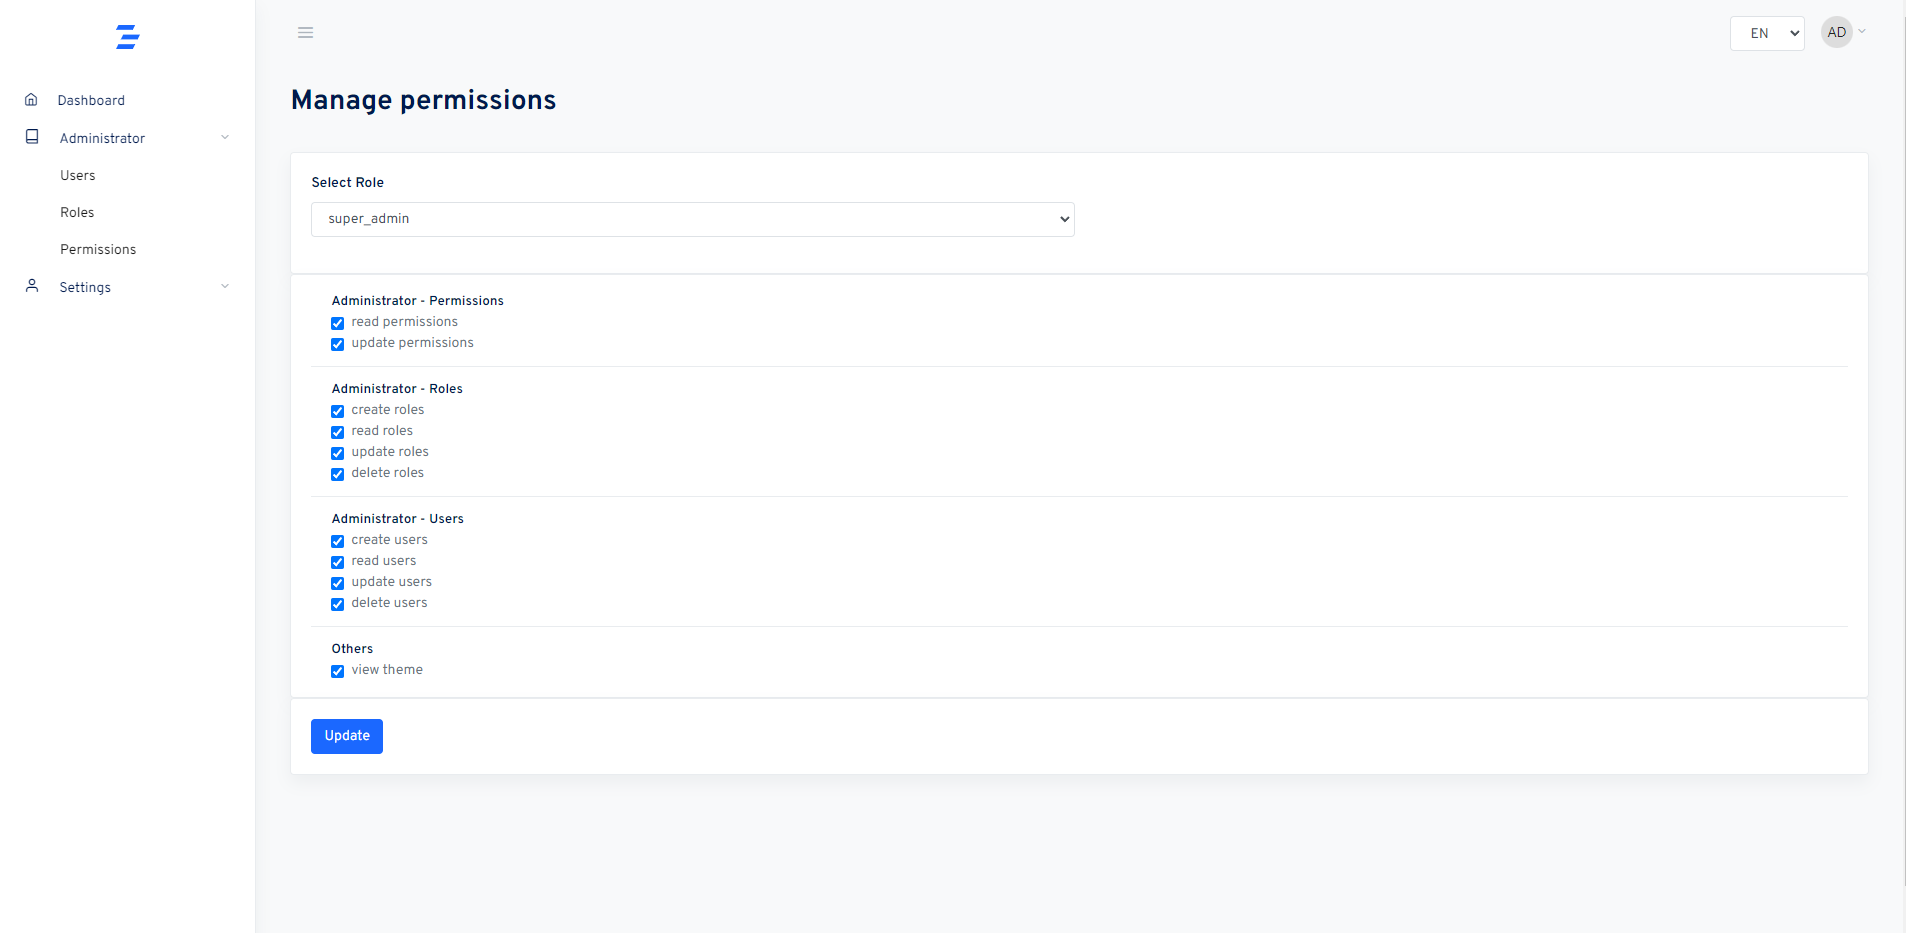 EN
AD
Dashboard
Administrator
Users
Roles
Permissions
Settings
Manage permissions
Select Role
super_admin
Administrator - Permissions
read permissions
update permissions
Administrator - Roles
create roles
read roles
update roles
delete roles
Administrator - Users
create users
read users
update users
delete users
Others
view theme
Update